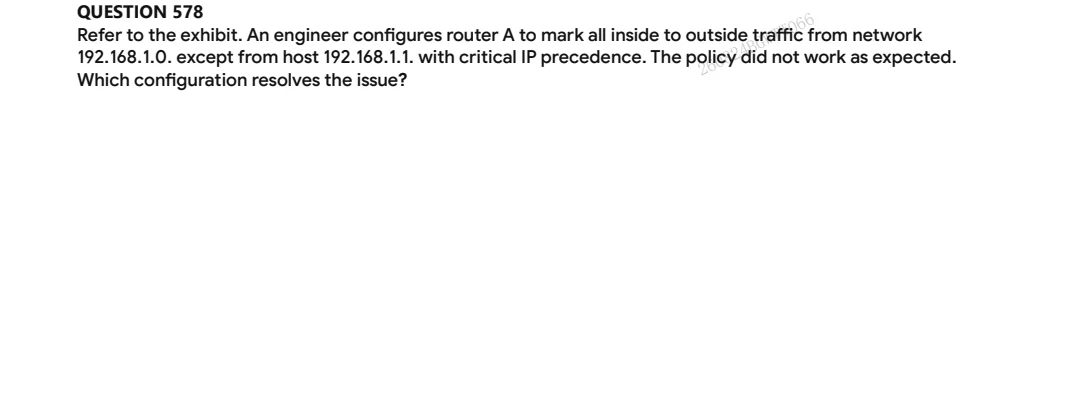 QUESTION 578
Refer to the exhibit. An engineer configures router A to mark all inside to outside traffic from network
192.168.1.0. except from host 192.168.1.1. with critical IP precedence. The policy did not work as expected.
Which configuration resolves the issue?